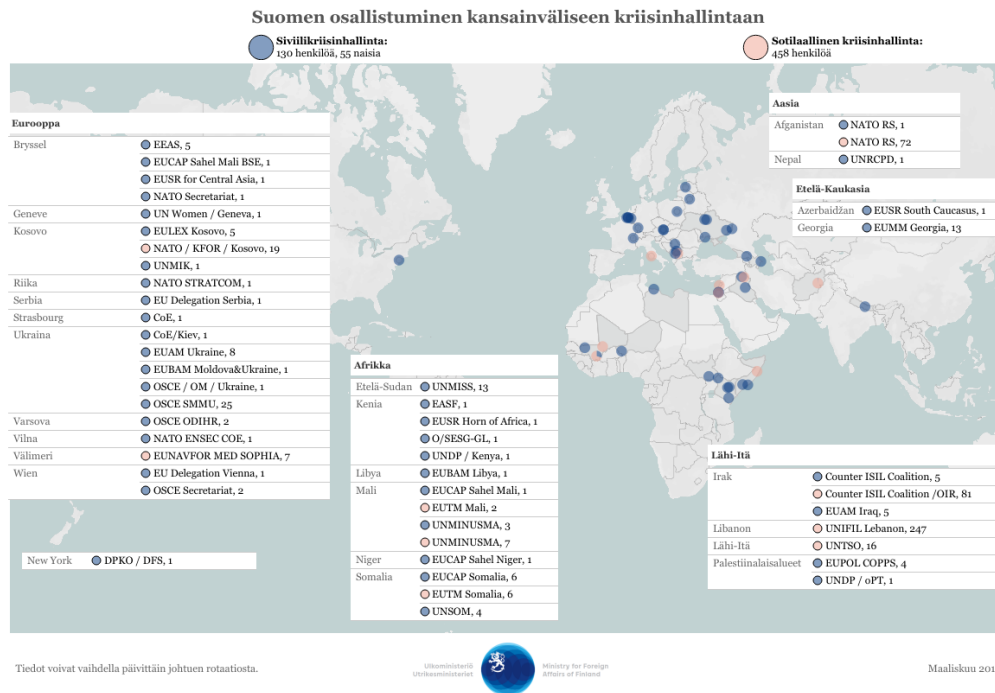 Suomen osallistuminen kansainväliseen kriisinhallintaan
Siviilikriisinhallinta:
130 henkilöä, 55 naisia
Sotilaallinen kriisinhallinta:
458 henkilöä
Eurooppa
Bryssel EEAS, 5
EUCAP Sahel Mali BSE, 1
EUSR for Central Asia, 1
NATO Secretariat, 1
Geneve UN Women / Geneva, 1
Kosovo EULEX Kosovo, 5
NATO / KFOR / Kosovo, 19
UNMIK, 1
Riika NATO STRATCOM, 1
Serbia EU Delegation Serbia, 1
Strasbourg CoE, 1
Ukraina CoE/Kiev, 1
EUAM Ukraine, 8
EUBAM Moldova&Ukraine, 1
OSCE / OM / Ukraine, 1
OSCE SMMU, 25
Varsova OSCE ODIHR, 2
Vilna NATO ENSEC COE, 1
Välimeri EUNAVFOR MED SOPHIA, 7
Wien EU Delegation Vienna, 1
OSCE Secretariat, 2
New York DPKO / DFS, 1
Afrikka
Etelä-Sudan UNMISS, 13
Kenia EASF, 1
EUSR Horn of Africa, 1
O/SESG-GL, 1
UNDP / Kenya, 1
Libya EUBAM Libya, 1
Mali EUCAP Sahel Mali, 1
EUTM Mali, 2
UNMINUSMA, 3
UNMINUSMA, 7
Niger EUCAP Sahel Niger, 1
Somalia EUCAP Somalia, 6
EUTM Somalia, 6
UNSOM, 4
Aasia
Afganistan NATO RS, 1
NATO RS, 72
Nepal UNRCPD, 1
Etelä-Kaukasia
Azerbaidžan EUSR South Caucasus, 1
Georgia EUMM Georgia, 13
Lähi-Itä
Irak Counter ISIL Coalition, 5
Counter ISIL Coalition /OIR, 81
EUAM Iraq, 5
Libanon UNIFIL Lebanon, 247
Lähi-Itä UNTSO, 16
Palestiinalaisalueet EUPOL COPPS, 4
UNDP / oPT, 1
Tiedot voivat vaihdella päivittäin johtuen rotaatiosta.
Ulkoministeriö
Utrikesministeriet
Ministry for Foreign
Affairs of Finland
Maaliskuu 201